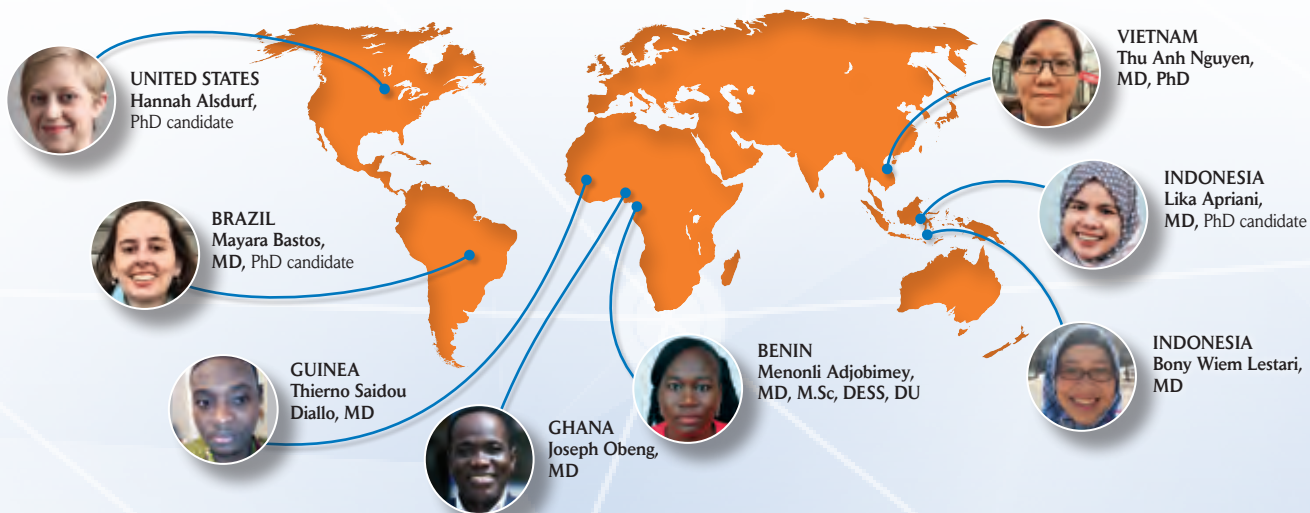 UNITED STATES
Hannah Alsdurf,
PhD candidate
BRAZIL
Mayara Bastos,
MD, PhD candidate
GUINEA
Thierno Saidou
Diallo, MD
GHANA
Joseph Obeng,
MD
BENIN
Menonli Adjobimey,
MD, M.Sc, DESS, DU
VIETNAM
Thu Anh Nguyen,
MD, PhD
INDONESIA
Lika Apriani,
MD, PhD candidate
INDONESIA
Bony Wiem Lestari,
MD